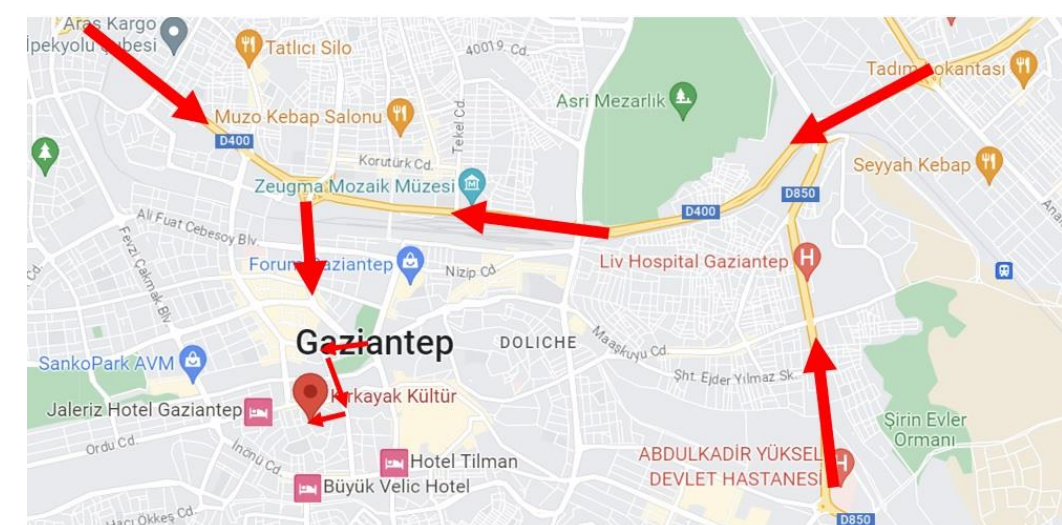 Aras Kargo
İpekyolu Şubesi
Tatlıcı Silo
40019. Cd.
Tadım Lokantası
Asri Mezarlık
Muzo Kebap Salonu
Tekel Cd.
D400
Korutürk Cd.
Seyyah Kebap
Zeugma Mozaik Müzesi
D850
D400
Ali Fuat Cebesoy Blv.
Fevzi Çakmak Blv.
Forum Gaziantep
Nizip Cd.
Liv Hospital Gaziantep
H
Gaziantep
DOLICHE
Maaşkuyu Cd.
SankoPark AVM
Şht. Ejder Yılmaz Sk.
Kırkayak Kültür
Jaleriz Hotel Gaziantep
Şirin Evler
Ormanı
Ordu Cd.
İnönü Cd.
Hotel Tilman
ABDULKADİR YÜKSEL
DEVLET HASTANESİ
H
Büyük Velic Hotel
Hacı Ökkeş Cd.
D850